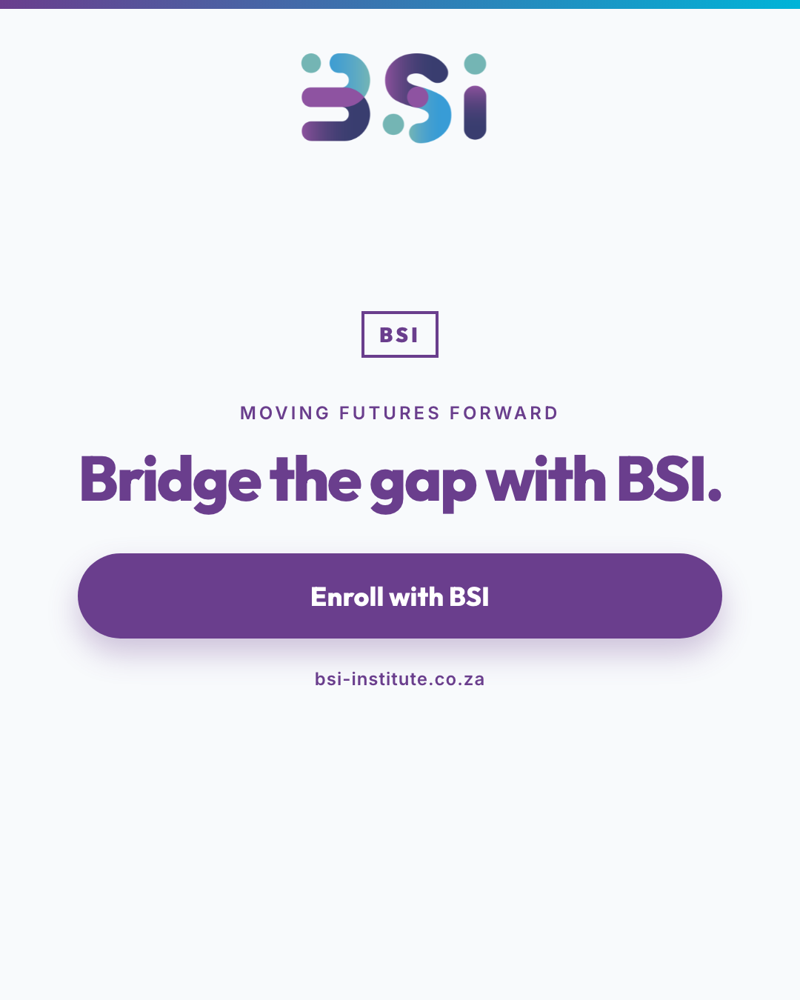 BSi
BSI
MOVING FUTURES FORWARD
Bridge the gap with BSI.
Enroll with BSI
bsi-institute.co.za